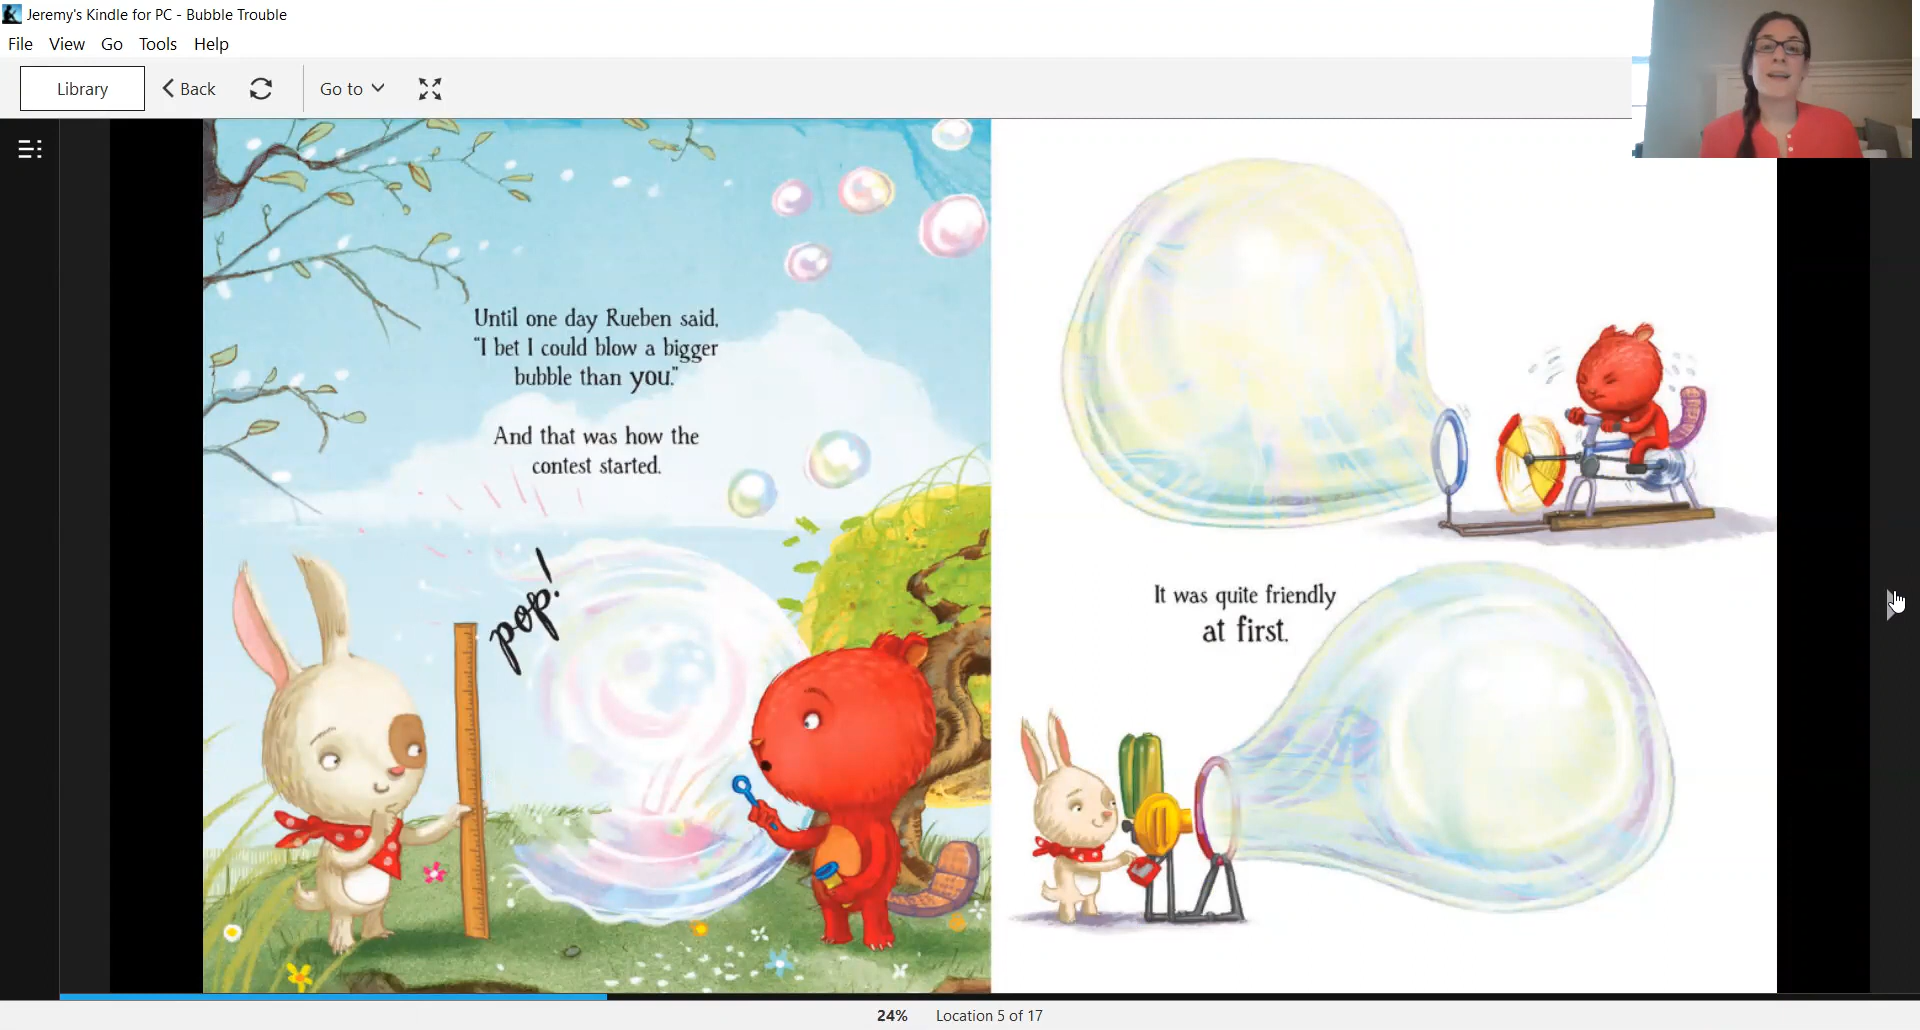 Jeremy's Kindle for PC - Bubble Trouble
File View Go Tools Help
Library Back Go to
Until one day Rueben said,
"I bet I could blow a bigger
bubble than you."
And that was how the
contest started.
pop!
It was quite friendly
at first.
24% Location 5 of 17